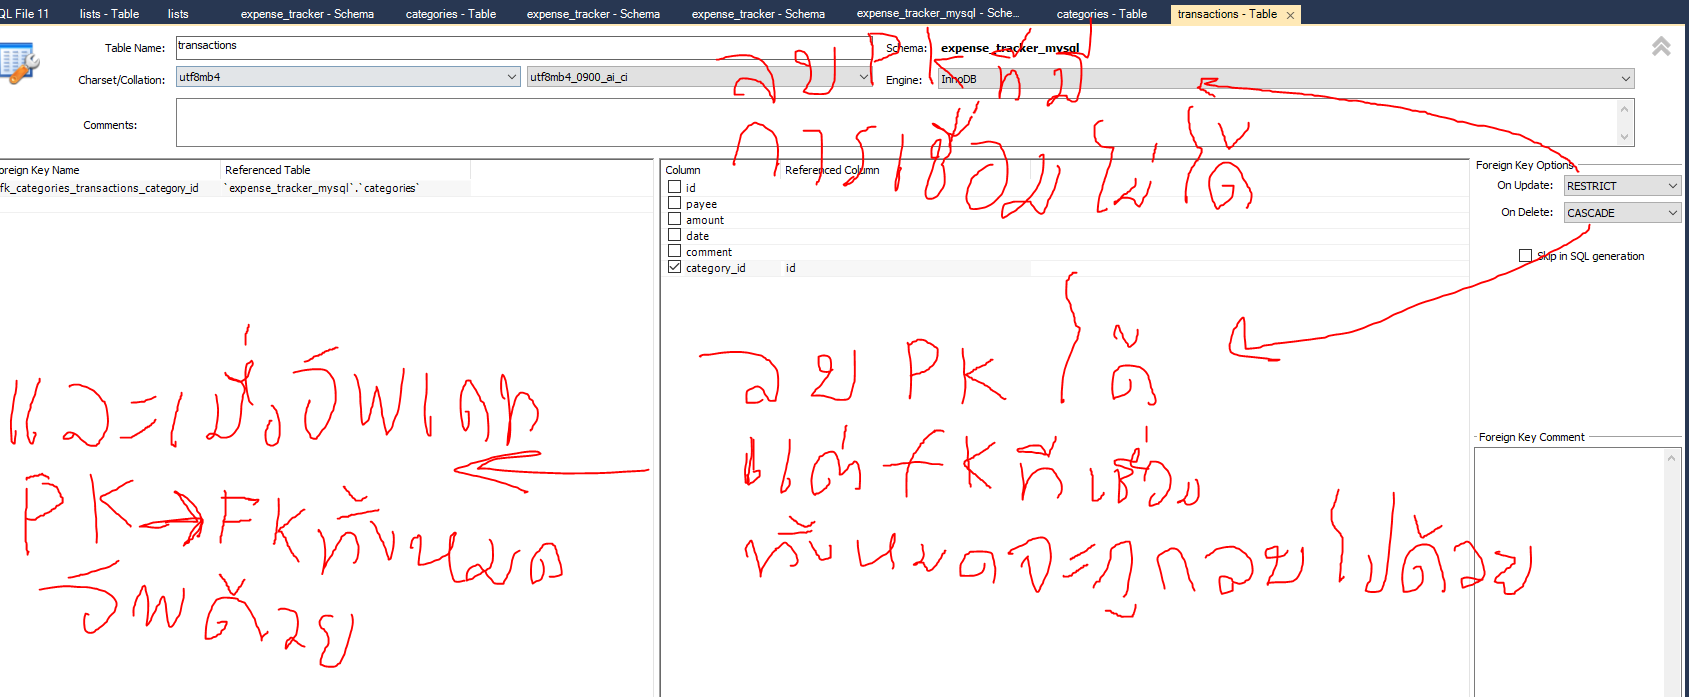 QL File 11
lists - Table
lists
expense_tracker - Schema
categories - Table
expense_tracker - Schema
expense_tracker - Schema
expense_tracker_mysql - Sche...
categories - Table
transactions - Table
Table Name: transactions
Schema: expense_tracker_mysql
Charset/Collation: utf8mb4 utf8mb4_0900_ai_ci
Engine: InnoDB
Comments:
ลบ PK ที่มี
การเชื่อมไม่ได้
oreign Key Name Referenced Table
fk_categories_transactions_category_id `expense_tracker_mysql`.`categories`
Column Referenced Column
id
payee
amount
date
comment
category_id id
Foreign Key Options
On Update: RESTRICT
On Delete: CASCADE
Skip in SQL generation
Foreign Key Comment
ลบ PK ได้
แต่ FK ที่เชื่อม
ทั้งหมดจะถูกลบไปด้วย
และเมื่ออัพเดท
PK → FK ทั้งหมด
อัพด้วย